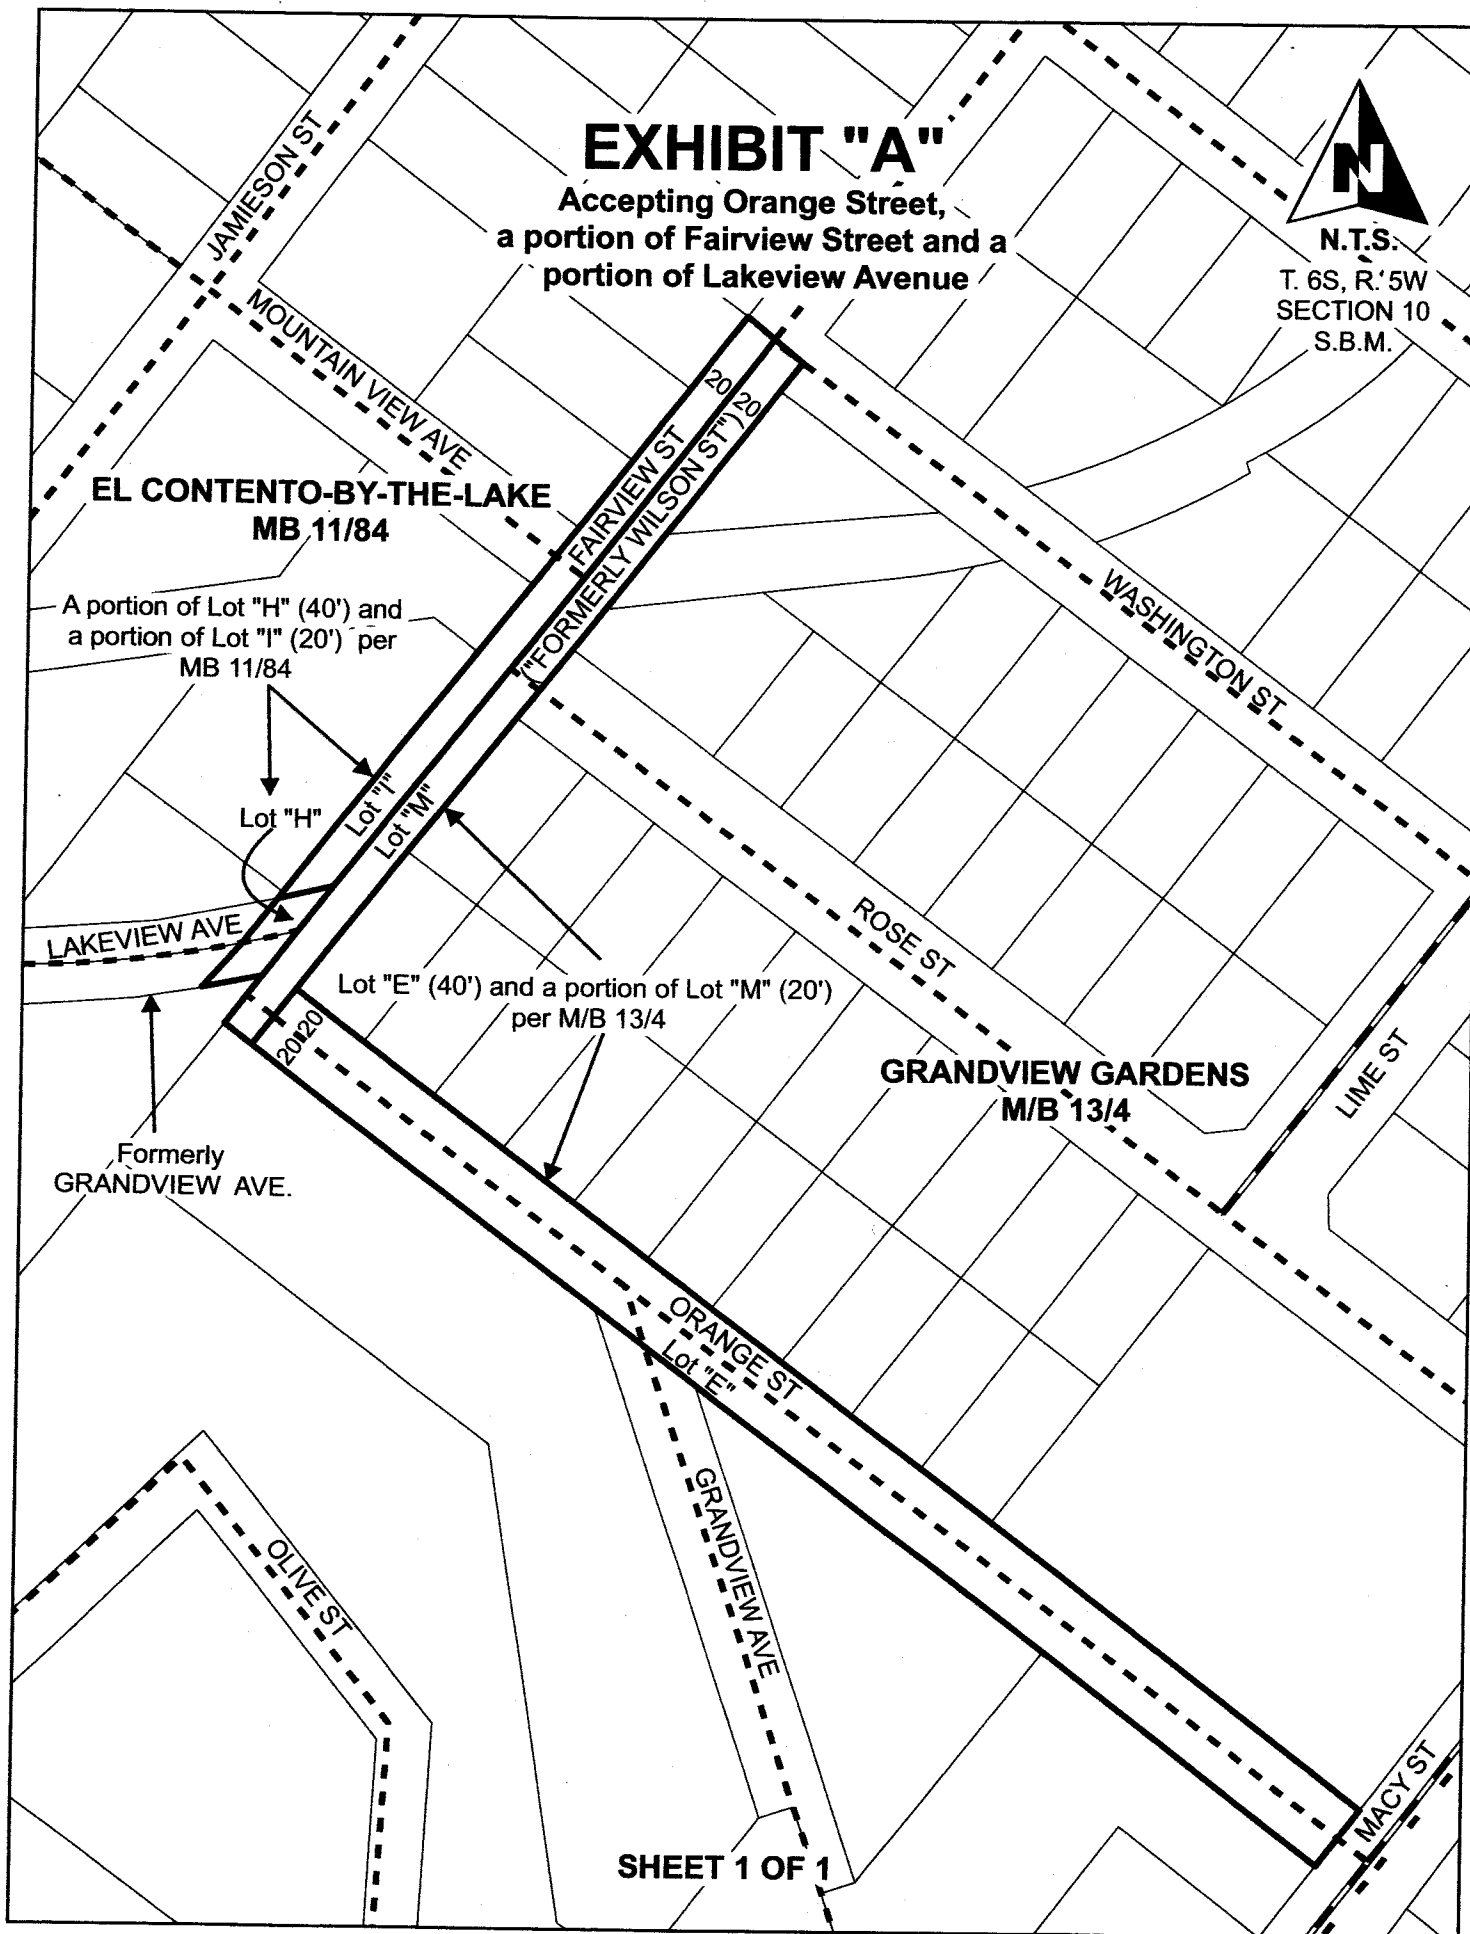 EXHIBIT "A"
Accepting Orange Street,
a portion of Fairview Street and a
portion of Lakeview Avenue
N
N.T.S.
T. 6S, R. 5W
SECTION 10
S.B.M.
JAMIESON ST
MOUNTAIN VIEW AVE
20
20
FAIRVIEW ST
("FORMERLY WILSON ST")
EL CONTENTO-BY-THE-LAKE
MB 11/84
A portion of Lot "H" (40') and
a portion of Lot "I" (20') per
MB 11/84
WASHINGTON ST
Lot "H"
Lot "I"
Lot "M"
LAKEVIEW AVE
ROSE ST
Lot "E" (40') and a portion of Lot "M" (20')
per M/B 13/4
20
20
GRANDVIEW GARDENS
M/B 13/4
LIME ST
Formerly
GRANDVIEW AVE.
ORANGE ST
Lot "E"
GRANDVIEW AVE
OLIVE ST
MACY ST
SHEET 1 OF 1